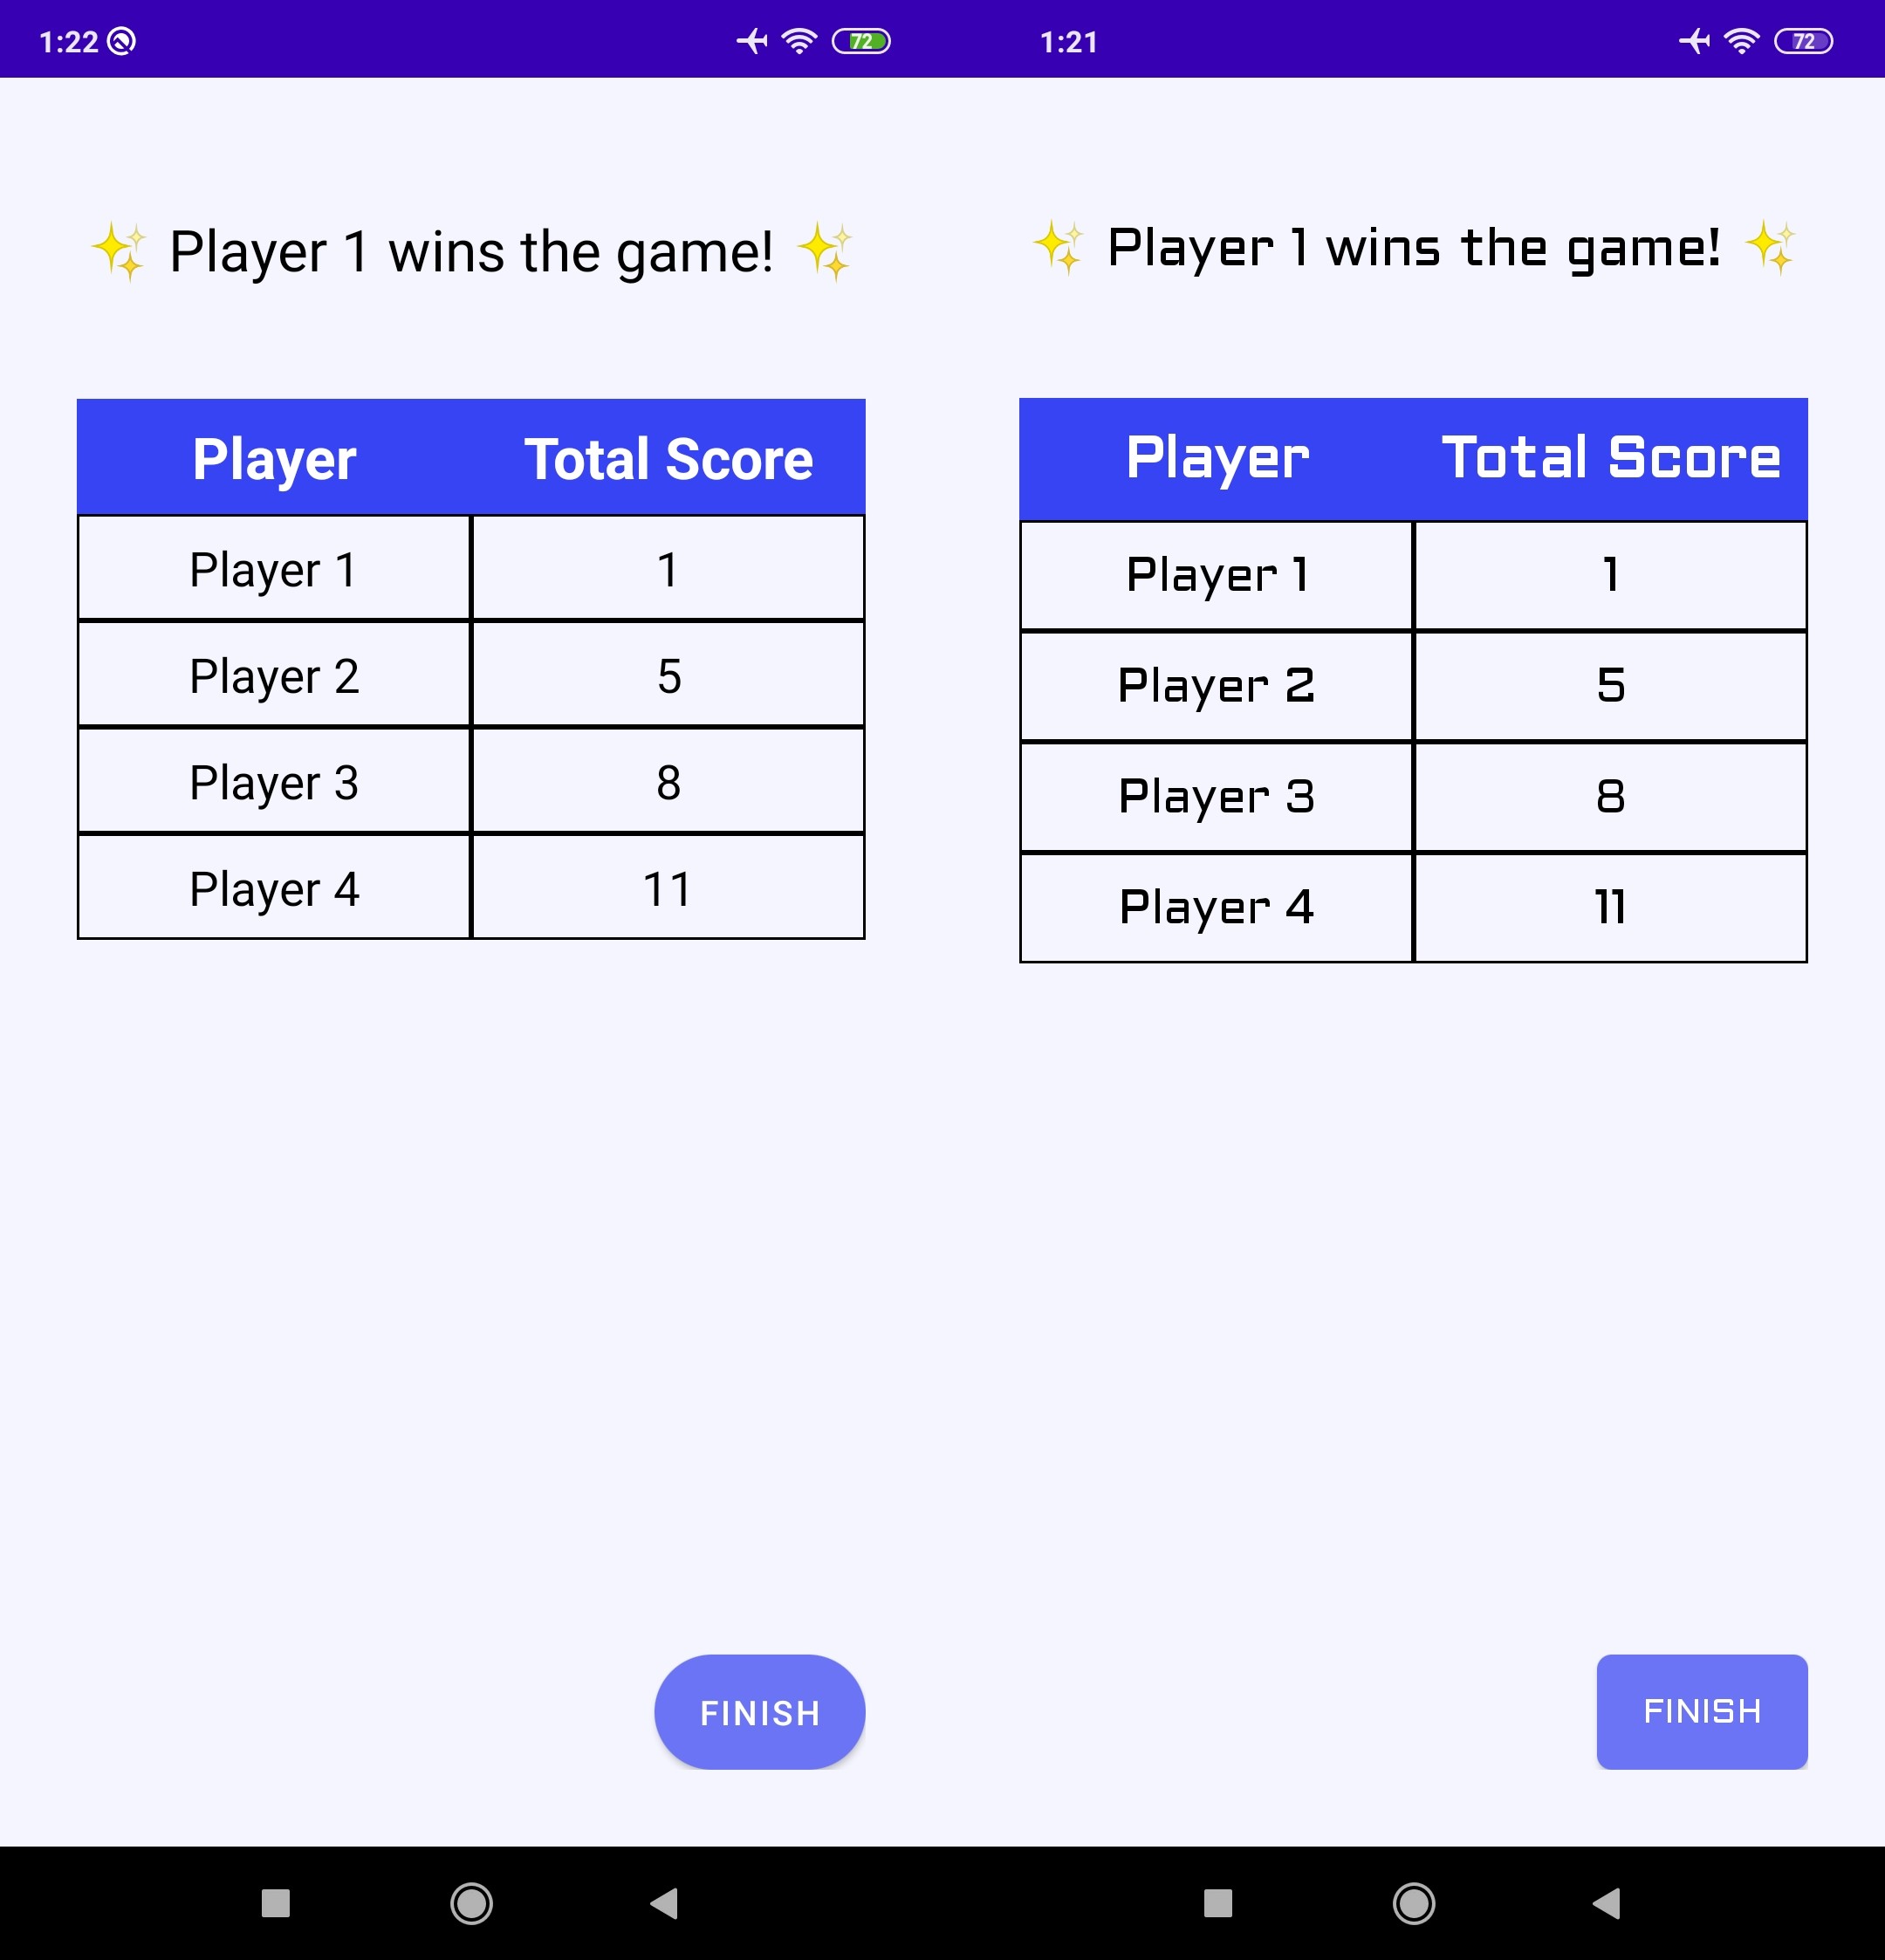 1:22 72
✨ Player 1 wins the game! ✨
Player Total Score
Player 1 1
Player 2 5
Player 3 8
Player 4 11
FINISH
1:21 72
✨ Player 1 wins the game! ✨
Player Total Score
Player 1 1
Player 2 5
Player 3 8
Player 4 11
FINISH